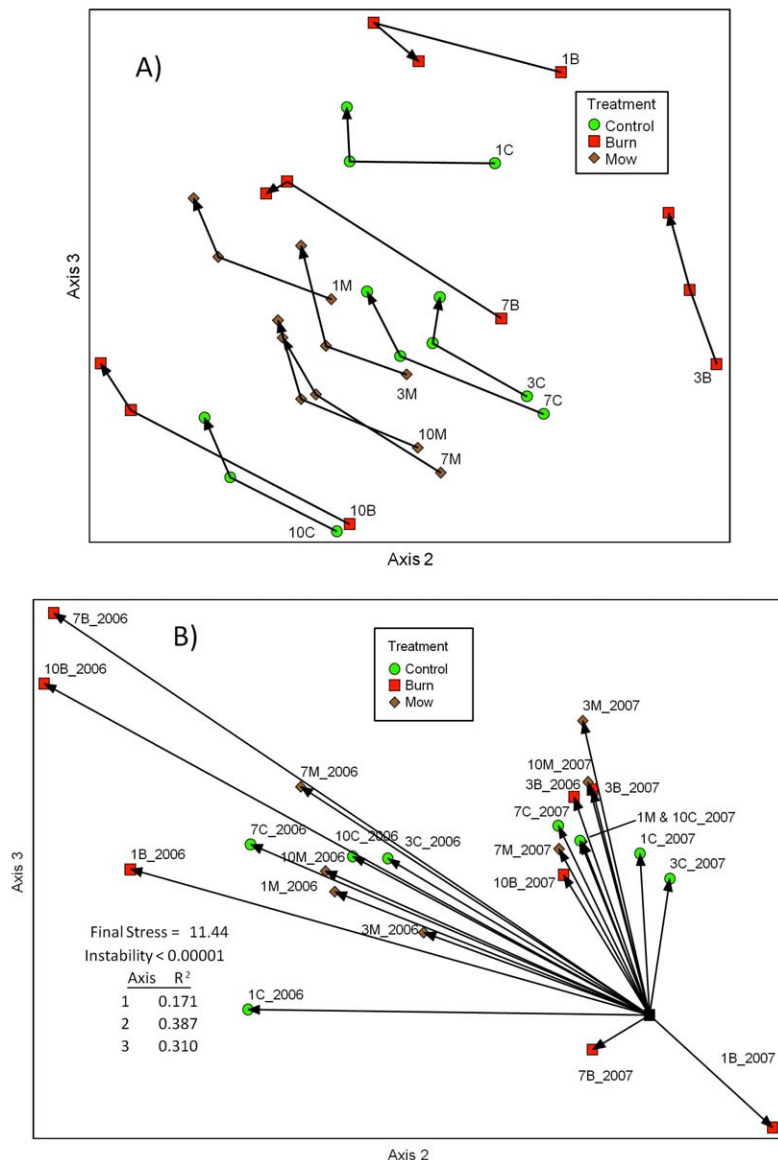 A)
1B
Treatment
Control
Burn
Mow
1C
1M
7B
3B
3M
3C
7C
10M
7M
10B
10C
Axis 3
Axis 2
B)
7B_2006
10B_2006
Treatment
Control
Burn
Mow
3M_2007
7M_2006
10M_2007
3B_2006
3B_2007
7C_2007
1M & 10C_2007
7C_2006
10C_2006
3C_2006
7M_2007
1C_2007
3C_2007
1B_2006
10M_2006
10B_2007
1M_2006
3M_2006
Final Stress = 11.44
Instability < 0.00001
Axis R²
1 0.171
2 0.387
3 0.310
1C_2006
7B_2007
1B_2007
Axis 3
Axis 2